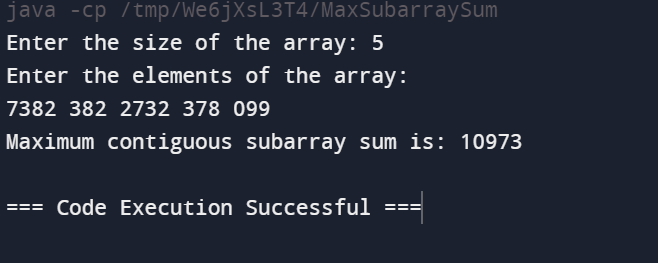 java -cp /tmp/We6jXsL3T4/MaxSubarraySum
Enter the size of the array: 5
Enter the elements of the array:
7382 382 2732 378 099
Maximum contiguous subarray sum is: 10973
=== Code Execution Successful ===